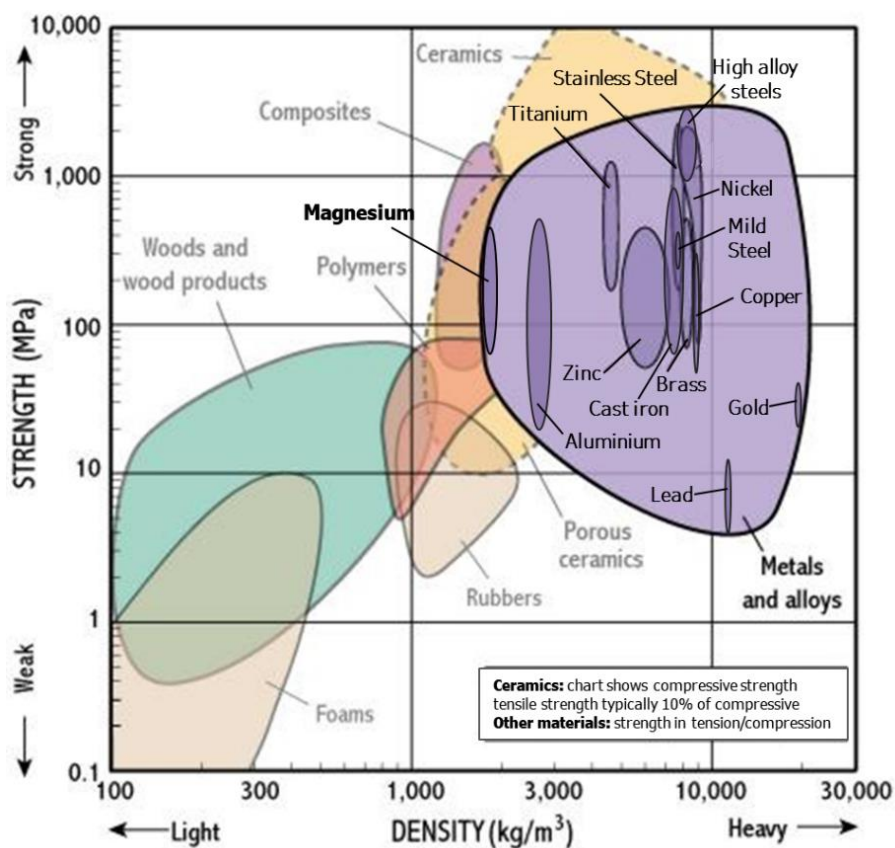 10,000
1,000
100
10
1
0.1
Strong
STRENGTH (MPa)
Weak
Ceramics
Stainless Steel
High alloy
steels
Composites
Titanium
Magnesium
Nickel
Woods and
wood products
Polymers
Mild
Steel
Copper
Zinc
Brass
Cast iron
Gold
Aluminium
Lead
Porous
ceramics
Rubbers
Metals
and alloys
Foams
Ceramics: chart shows compressive strength
tensile strength typically 10% of compressive
Other materials: strength in tension/compression
100
300
1,000
3,000
10,000
30,000
Light
DENSITY (kg/m³)
Heavy